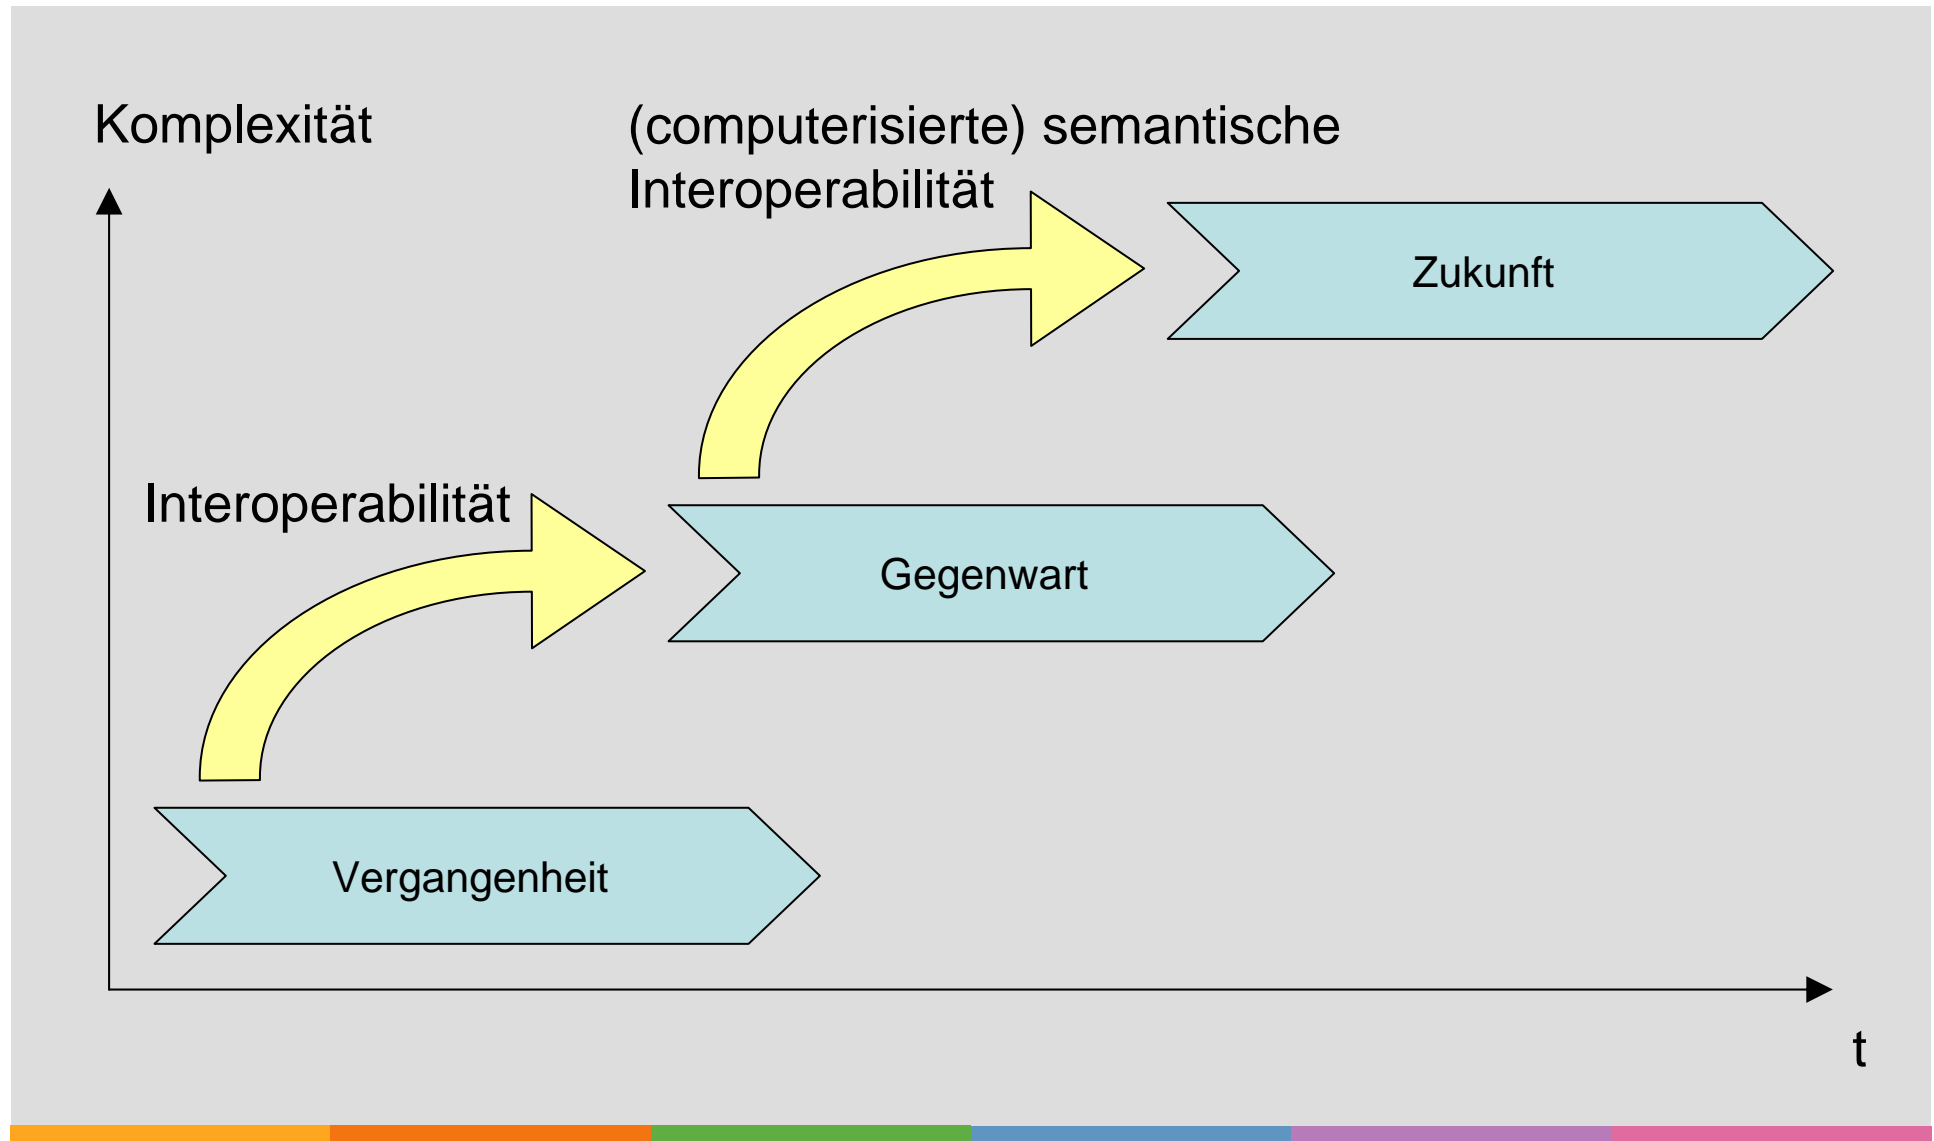 Komplexität
(computerisierte) semantische
Interoperabilität
Zukunft
Interoperabilität
Gegenwart
Vergangenheit
t